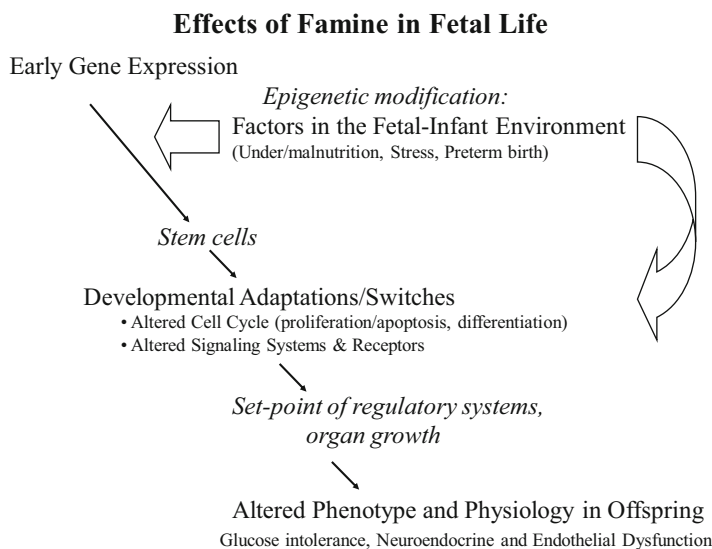 Effects of Famine in Fetal Life
Early Gene Expression
Epigenetic modification:
Factors in the Fetal-Infant Environment
(Under/malnutrition, Stress, Preterm birth)
Stem cells
Developmental Adaptations/Switches
• Altered Cell Cycle (proliferation/apoptosis, differentiation)
• Altered Signaling Systems & Receptors
Set-point of regulatory systems,
organ growth
Altered Phenotype and Physiology in Offspring
Glucose intolerance, Neuroendocrine and Endothelial Dysfunction